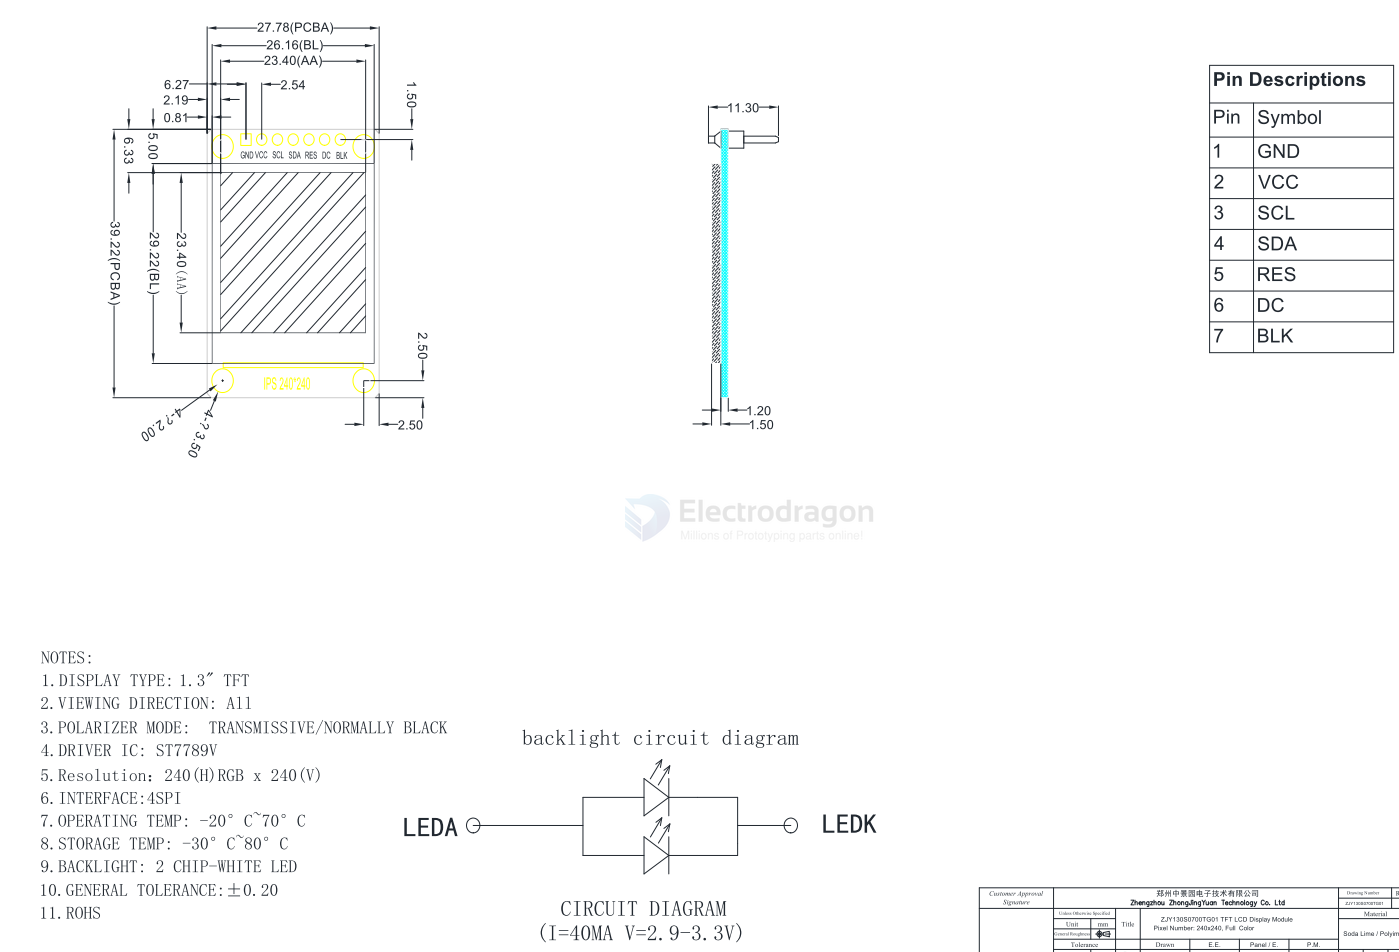 27.78(PCBA)
26.16(BL)
23.40(AA)
6.27
2.54
2.19
0.81
1.50
6.33
5.00
GND VCC SCL SDA RES DC BLK
39.22(PCBA)
29.22(BL)
23.40(AA)
2.50
IPS 240*240
4-?2.00
4-?3.50
2.50
11.30
1.20
1.50
Pin Descriptions
Pin Symbol
1 GND
2 VCC
3 SCL
4 SDA
5 RES
6 DC
7 BLK
Electrodragon
Millions of Prototyping parts online!
NOTES:
1.DISPLAY TYPE: 1.3″ TFT
2.VIEWING DIRECTION: All
3.POLARIZER MODE: TRANSMISSIVE/NORMALLY BLACK
4.DRIVER IC: ST7789V
5.Resolution: 240(H)RGB x 240(V)
6.INTERFACE:4SPI
7.OPERATING TEMP: -20° C~70° C
8.STORAGE TEMP: -30° C~80° C
9.BACKLIGHT: 2 CHIP-WHITE LED
10.GENERAL TOLERANCE:±0.20
11.ROHS
backlight circuit diagram
LEDA
LEDK
CIRCUIT DIAGRAM
(I=40MA V=2.9-3.3V)
Customer Approval
Signature
郑州中景园电子技术有限公司
Zhengzhou ZhongJingYuan Technology Co. Ltd
Drawing Number
ZJY130S0700TG01
Unless Otherwise Specified
Unit mm
General Roughness
Tolerance
Title
ZJY130S0700TG01 TFT LCD Display Module
Pixel Number: 240x240, Full Color
Material
Soda Lime / Polyim
Drawn E.E. Panel / E. P.M.